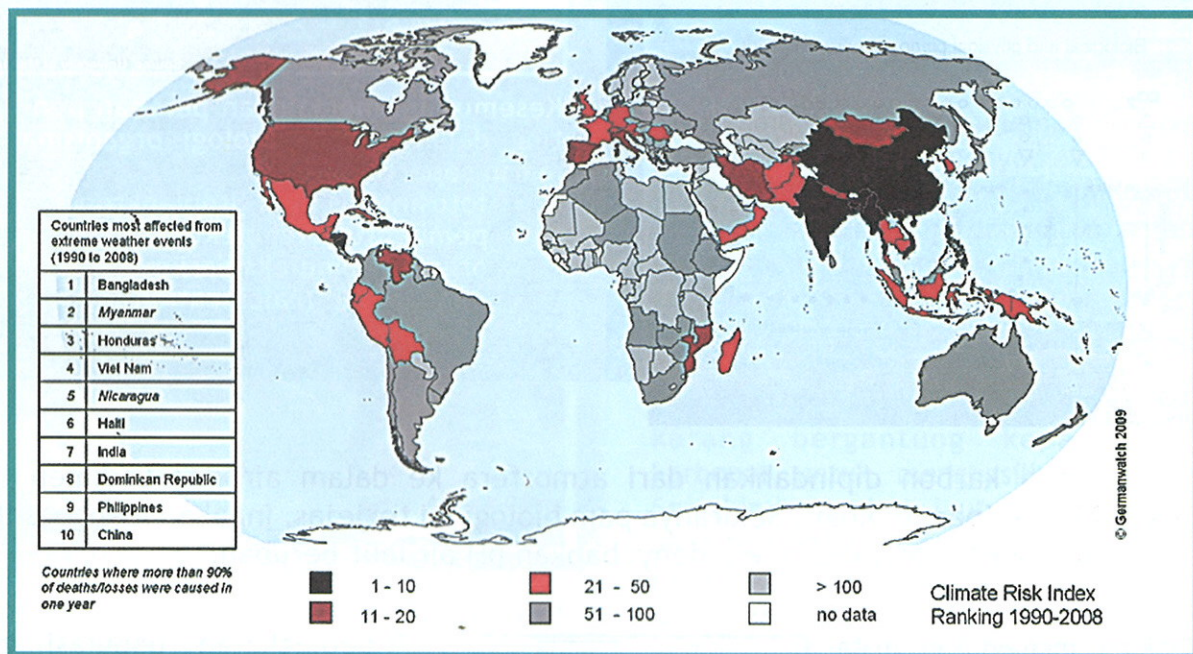 Countries most affected from
extreme weather events
(1990 to 2008)
1 Bangladesh
2 Myanmar
3 Honduras
4 Viet Nam
5 Nicaragua
6 Haiti
7 India
8 Dominican Republic
9 Philippines
10 China
Countries where more than 90%
of deaths/losses were caused in
one year
1 - 10
11 - 20
21 - 50
51 - 100
> 100
no data
Climate Risk Index
Ranking 1990-2008
© Germanwatch 2009
karbon dipindahkan dari atmosfera ke dalam air